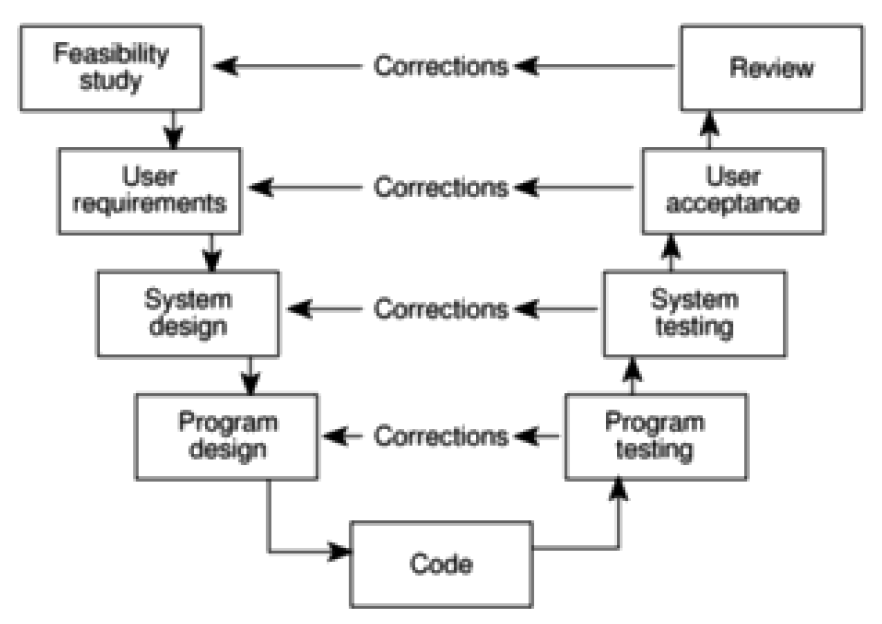 Feasibility
study
Corrections
Review
User
requirements
Corrections
User
acceptance
System
design
Corrections
System
testing
Program
design
Corrections
Program
testing
Code